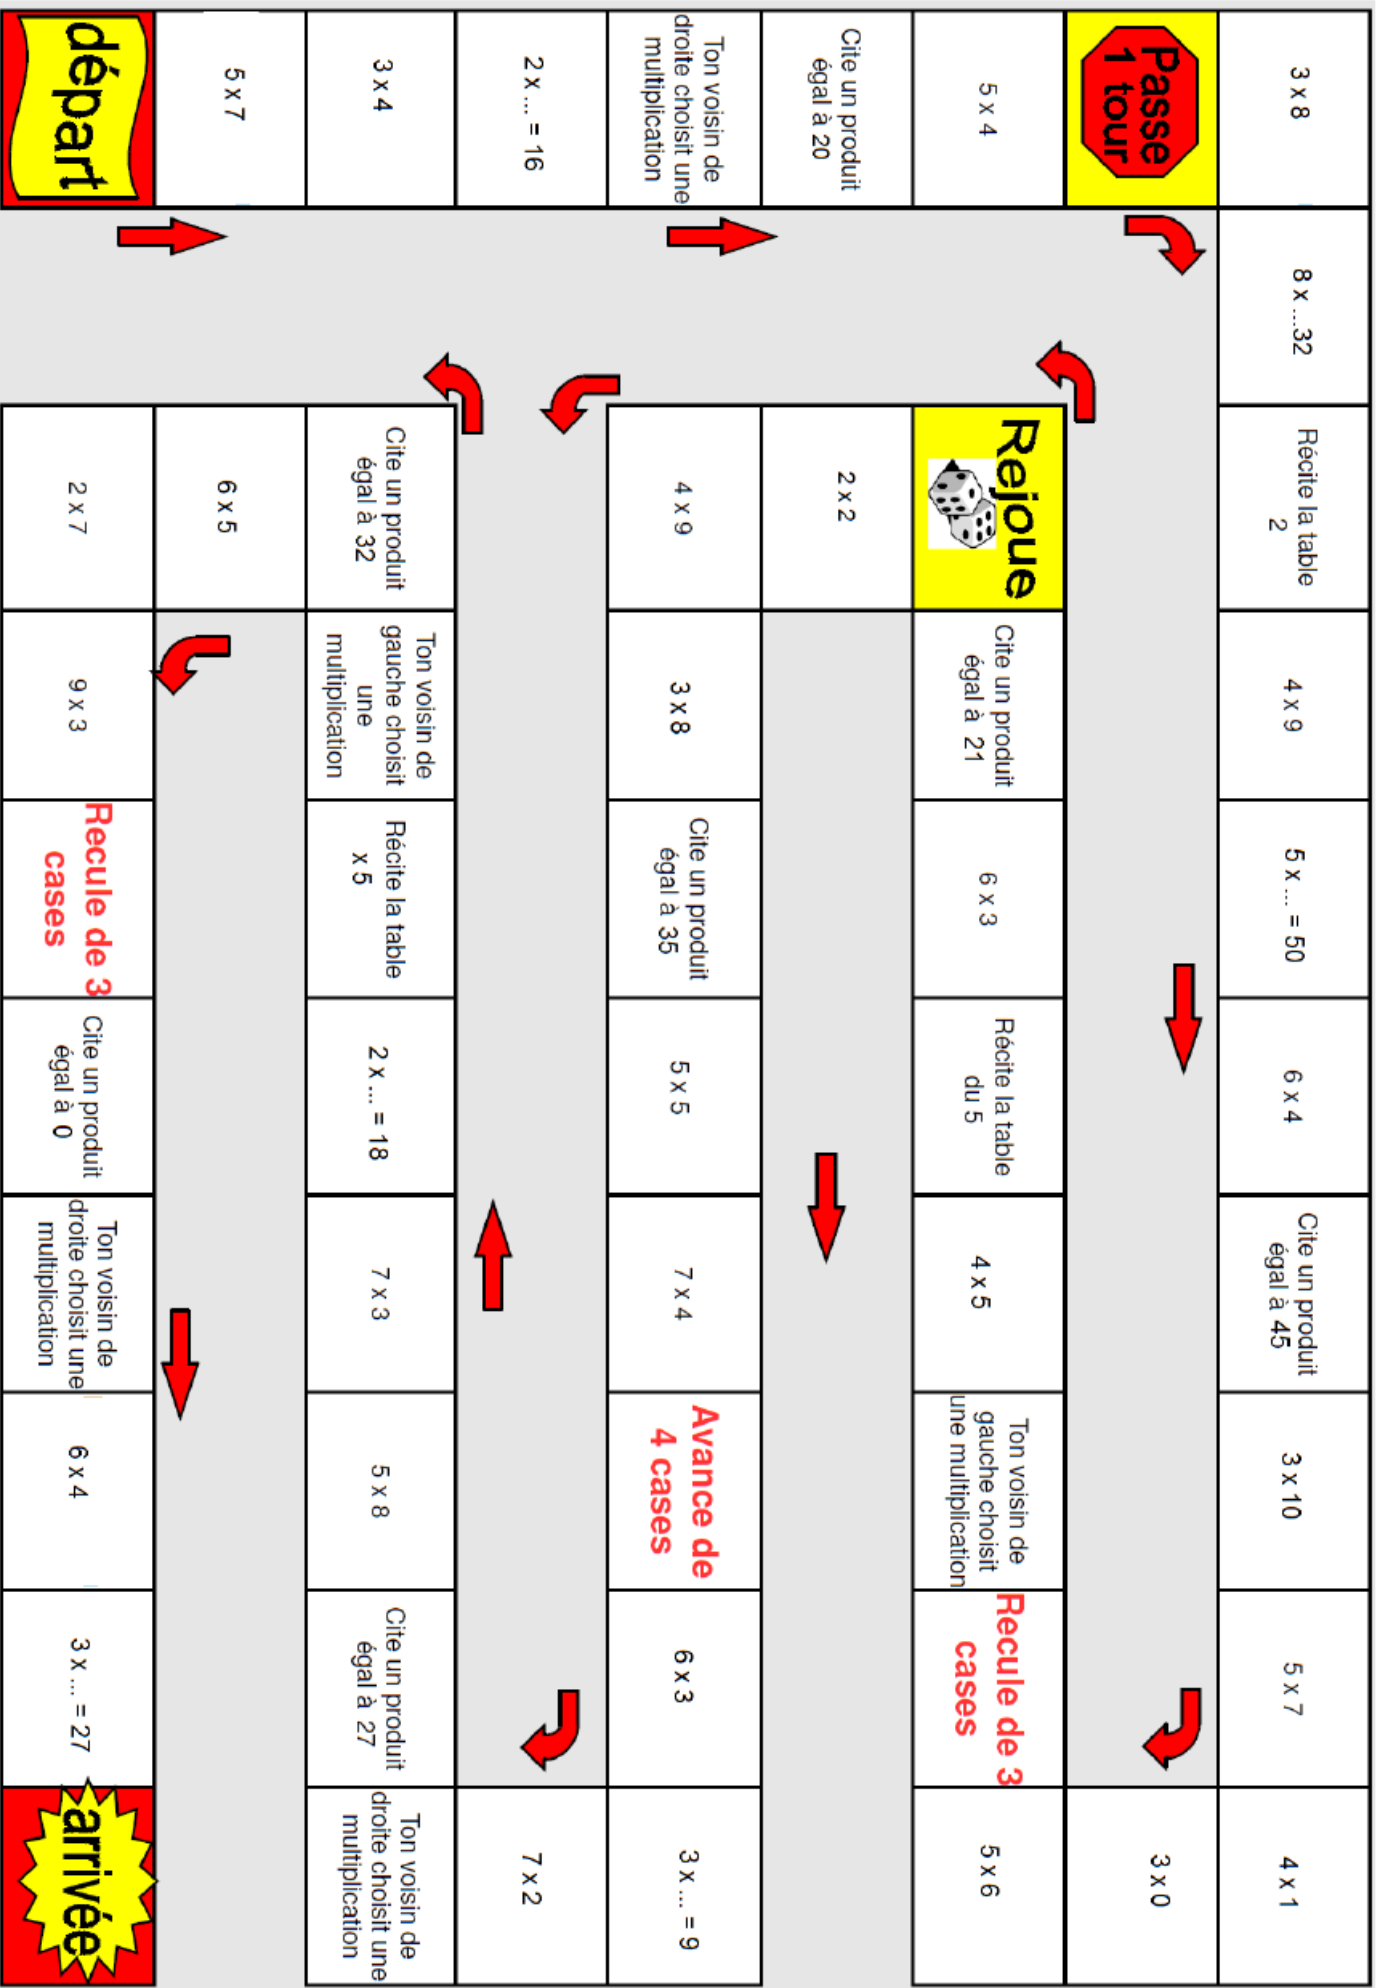 départ
5 x 7
3 x 4
2 x ... = 16
Ton voisin de
droite choisit une
multiplication
Cite un produit
égal à 20
5 x 4
Passe
1 tour
3 x 8
8 x ...32
Récite la table
2
4 x 9
5 x ... = 50
6 x 4
Cite un produit
égal à 45
3 x 10
5 x 7
4 x 1
3 x 0
5 x 6
Recule de 3
cases
Ton voisin de
gauche choisit
une multiplication
4 x 5
Récite la table
du 5
6 x 3
Cite un produit
égal à 21
Rejoue
2 x 2
4 x 9
3 x 8
Cite un produit
égal à 35
5 x 5
7 x 4
Avance de
4 cases
6 x 3
3 x ... = 9
7 x 2
Ton voisin de
droite choisit une
multiplication
Cite un produit
égal à 27
5 x 8
7 x 3
2 x ... = 18
Récite la table
x 5
Ton voisin de
gauche choisit
une
multiplication
Cite un produit
égal à 32
6 x 5
2 x 7
9 x 3
Recule de 3
cases
Cite un produit
égal à 0
Ton voisin de
droite choisit une
multiplication
6 x 4
3 x ... = 27
arrivée